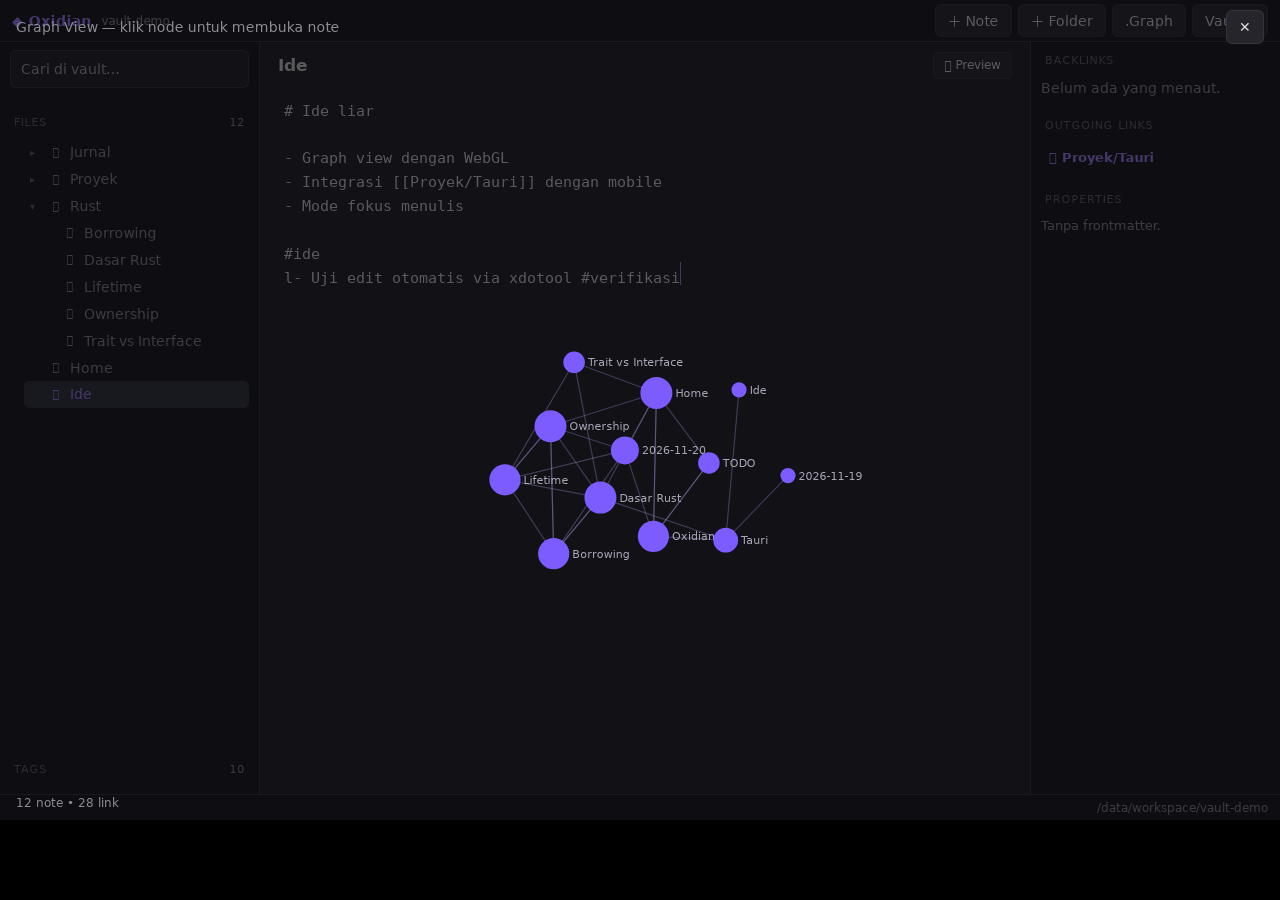 ◆ Oxidian vault-demo
Graph View — klik node untuk membuka note
+ Note
+ Folder
.Graph
Vau
×
Cari di vault...
FILES 12
▸ Jurnal
▸ Proyek
▾ Rust
Borrowing
Dasar Rust
Lifetime
Ownership
Trait vs Interface
Home
Ide
TAGS 10
Ide
Preview
# Ide liar
- Graph view dengan WebGL
- Integrasi [[Proyek/Tauri]] dengan mobile
- Mode fokus menulis
#ide
l- Uji edit otomatis via xdotool #verifikasi
Trait vs Interface
Home
Ide
Ownership
2026-11-20
TODO
2026-11-19
Lifetime
Dasar Rust
Oxidian
Tauri
Borrowing
BACKLINKS
Belum ada yang menaut.
OUTGOING LINKS
Proyek/Tauri
PROPERTIES
Tanpa frontmatter.
12 note • 28 link
/data/workspace/vault-demo